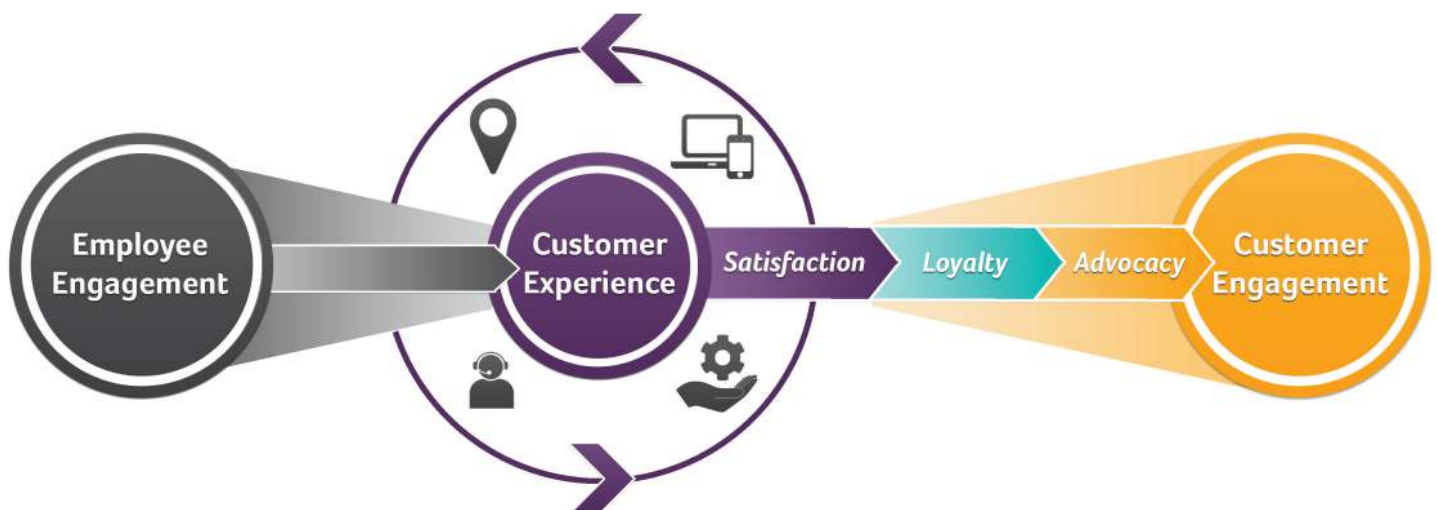 Employee
Engagement
Customer
Experience
Satisfaction
Loyalty
Advocacy
Customer
Engagement